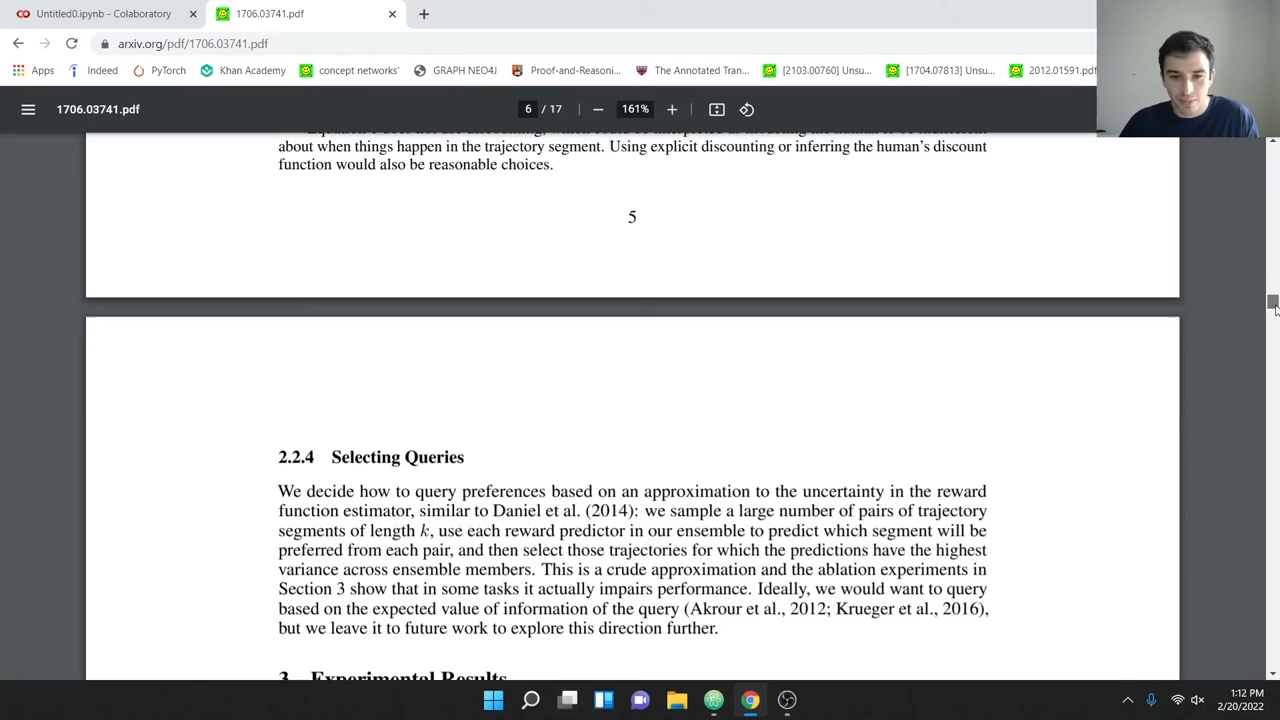 Untitled0.ipynb - Colaboratory
1706.03741.pdf
arxiv.org/pdf/1706.03741.pdf
Apps
Indeed
PyTorch
Khan Academy
concept networks'
GRAPH NEO4J
Proof-and-Reasoni...
The Annotated Tran...
[2103.00760] Unsu...
[1704.07813] Unsu...
2012.01591.pdf
1706.03741.pdf
6 / 17
161%
about when things happen in the trajectory segment. Using explicit discounting or inferring the human's discount
function would also be reasonable choices.
5
2.2.4 Selecting Queries
We decide how to query preferences based on an approximation to the uncertainty in the reward
function estimator, similar to Daniel et al. (2014): we sample a large number of pairs of trajectory
segments of length k, use each reward predictor in our ensemble to predict which segment will be
preferred from each pair, and then select those trajectories for which the predictions have the highest
variance across ensemble members. This is a crude approximation and the ablation experiments in
Section 3 show that in some tasks it actually impairs performance. Ideally, we would want to query
based on the expected value of information of the query (Akrour et al., 2012; Krueger et al., 2016),
but we leave it to future work to explore this direction further.
3 Experimental Results
1:12 PM
2/20/2022